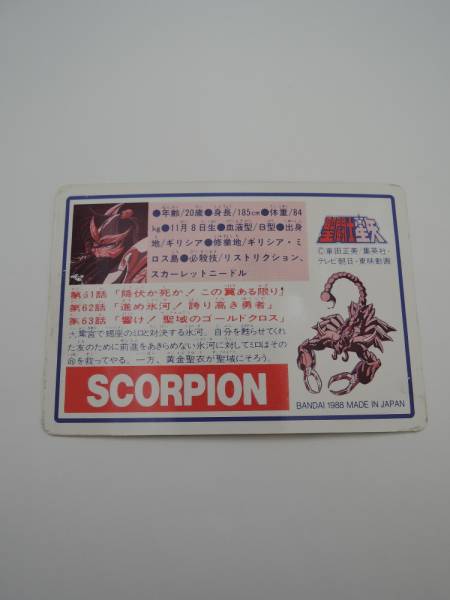 ●年齢/20歳●身長/185cm●体重/84
kg●11月8日生●血液型/B型●出身
地/ギリシア●修業地/ギリシア・ミ
ロス島●必殺技/リストリクション、
スカーレットニードル
第61話「降伏か死か!この翼ある限り」
第62話「進め氷河!誇り高き勇者」
第63話「響け!聖域のゴールドクロス」
天蠍宮で蠍座のミロと対決する氷河。自分を甦らせてくれ
た友のために前進をあきらめない氷河に対してミロはその
命を救ってやる。一方、黄金聖衣が聖域にそろう。
SCORPION
聖闘士星矢
©車田正美/集英社・
テレビ朝日・東映動画
BANDAI 1988 MADE IN JAPAN